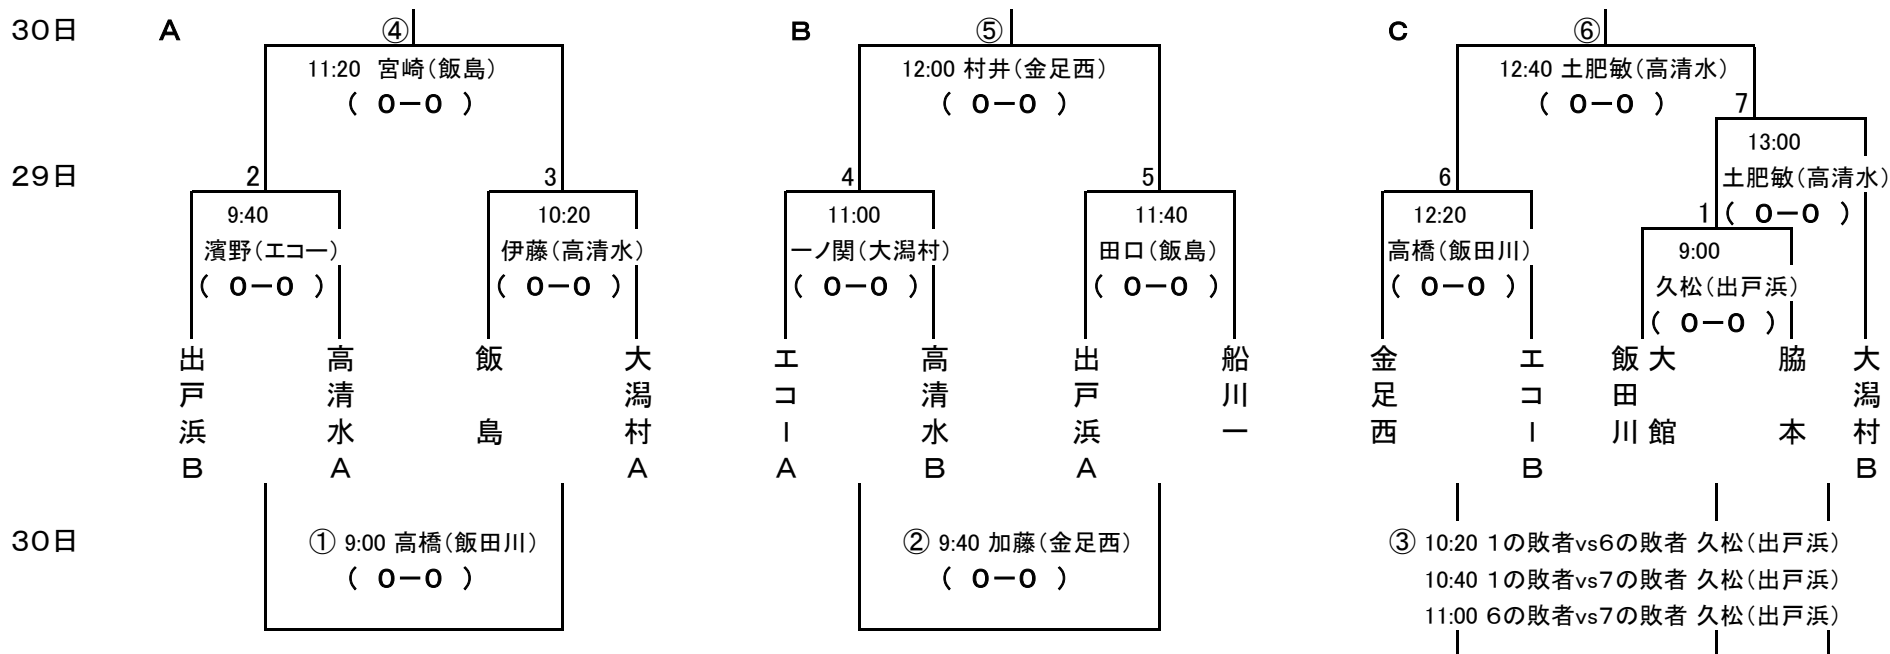 30日 A ④ B ⑤ C ⑥
11:20 宮崎(飯島) 12:00 村井(金足西) 12:40 土肥敏(高清水)
( 0-0 ) ( 0-0 ) ( 0-0 ) 7
13:00
29日 2 3 4 5 6 土肥敏(高清水)
9:40 10:20 11:00 11:40 12:20 1 ( 0-0 )
濱野(エコー) 伊藤(高清水) 一ノ関(大潟村) 田口(飯島) 高橋(飯田川) 9:00
( 0-0 ) ( 0-0 ) ( 0-0 ) ( 0-0 ) ( 0-0 ) 久松(出戸浜)
( 0-0 )
出戸浜B
高清水A
飯島
大潟村A
エコーA
高清水B
出戸浜A
船川一
金足西
エコーB
飯田川
大館
脇本
大潟村B
30日 ① 9:00 高橋(飯田川) ② 9:40 加藤(金足西) ③ 10:20 1の敗者vs6の敗者 久松(出戸浜)
( 0-0 ) ( 0-0 ) 10:40 1の敗者vs7の敗者 久松(出戸浜)
11:00 6の敗者vs7の敗者 久松(出戸浜)